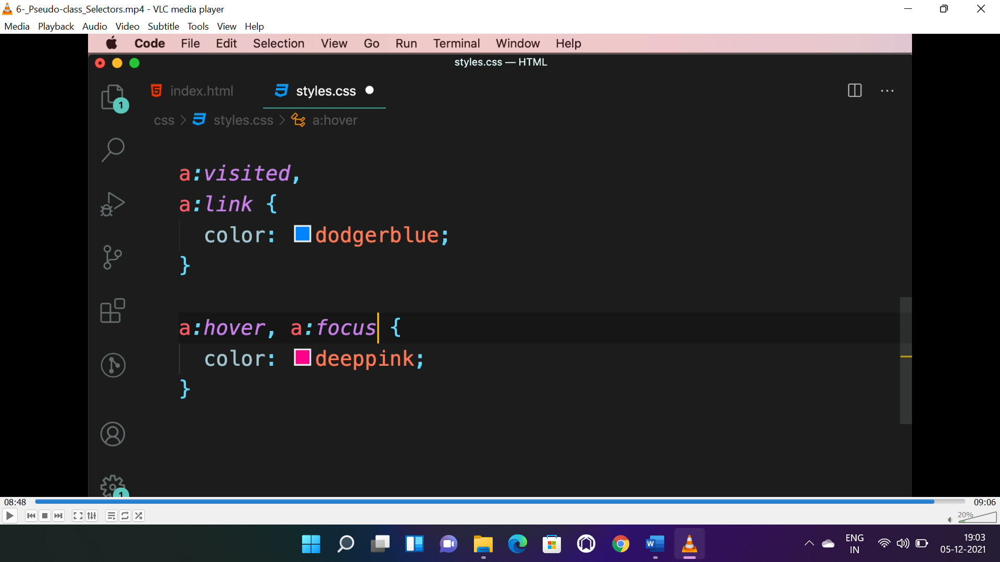 6-_Pseudo-class_Selectors.mp4 - VLC media player
Media Playback Audio Video Subtitle Tools View Help
Code File Edit Selection View Go Run Terminal Window Help
styles.css — HTML
index.html styles.css
1
css > styles.css > a:hover
a:visited,
a:link {
color: dodgerblue;
}
a:hover, a:focus {
color: deeppink;
}
1
08:48 09:06
20%
W
ENG
IN
19:03
05-12-2021